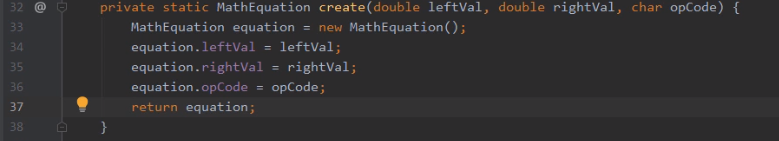 32 @ private static MathEquation create(double leftVal, double rightVal, char opCode) {
33 MathEquation equation = new MathEquation();
34 equation.leftVal = leftVal;
35 equation.rightVal = rightVal;
36 equation.opCode = opCode;
37 return equation;
38 }